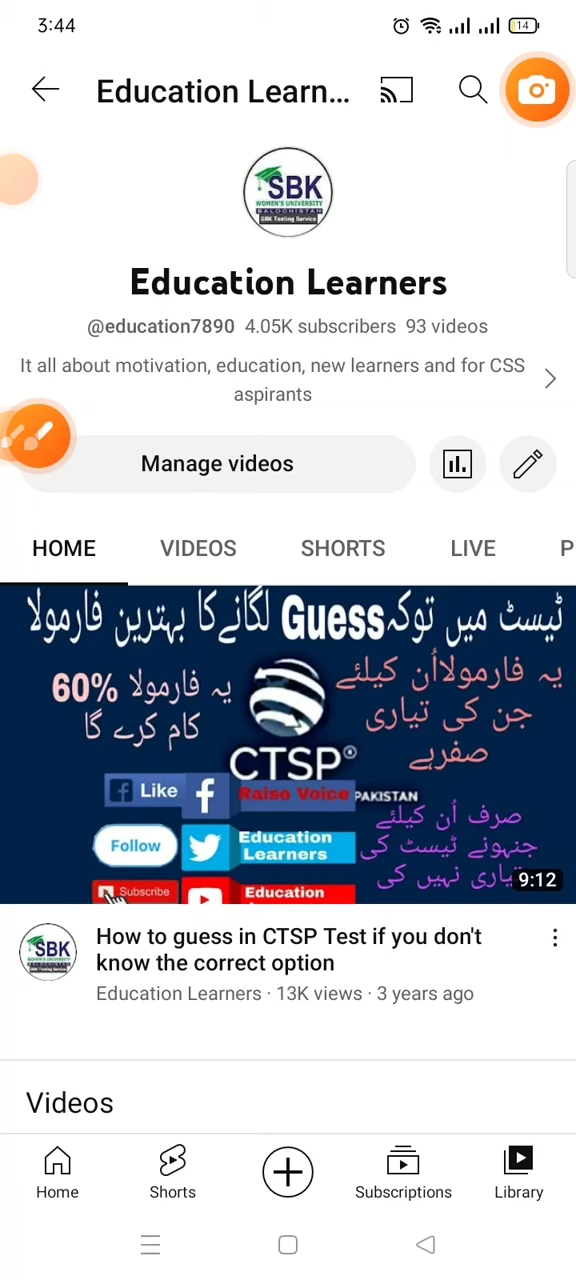 3:44
14
Education Learn...
SBK
WOMEN'S UNIVERSITY
BALOCHISTAN
SBK Testing Service
Education Learners
@education7890 4.05K subscribers 93 videos
It all about motivation, education, new learners and for CSS
aspirants
Manage videos
HOME VIDEOS SHORTS LIVE P
ٹیسٹ میں توکہ Guess لگانے کا بہترین فارمولا
یہ فارمولا اُن کیلئے
جن کی تیاری
صفر ہے
یہ فارمولا 60%
کام کرے گا
CTSP®
Raise Voice PAKISTAN
صرف اُن کیلئے
جنہونے ٹیسٹ کی
تیاری نہیں کی
Like
Follow
Education
Learners
Subscribe
Education
9:12
SBK
How to guess in CTSP Test if you don't
know the correct option
Education Learners · 13K views · 3 years ago
Videos
Home Shorts Subscriptions Library